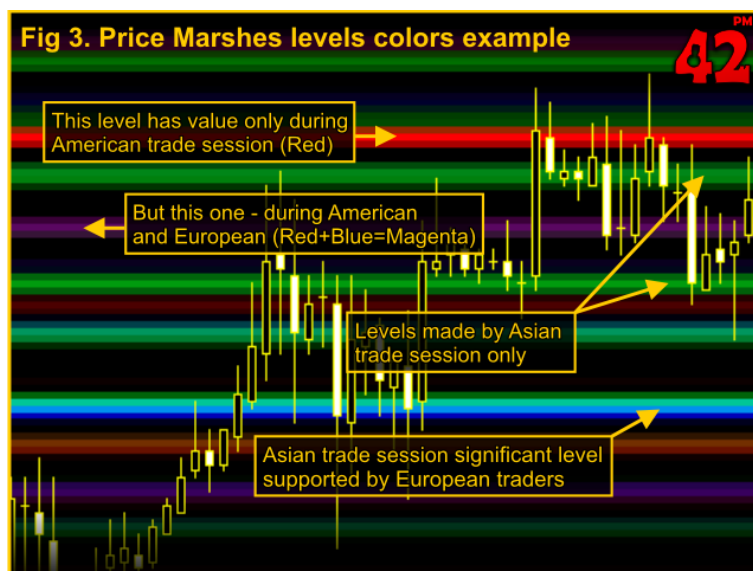 Fig 3. Price Marshes levels colors example
PM
42
This level has value only during
American trade session (Red)
But this one - during American
and European (Red+Blue=Magenta)
Levels made by Asian
trade session only
Asian trade session significant level
supported by European traders